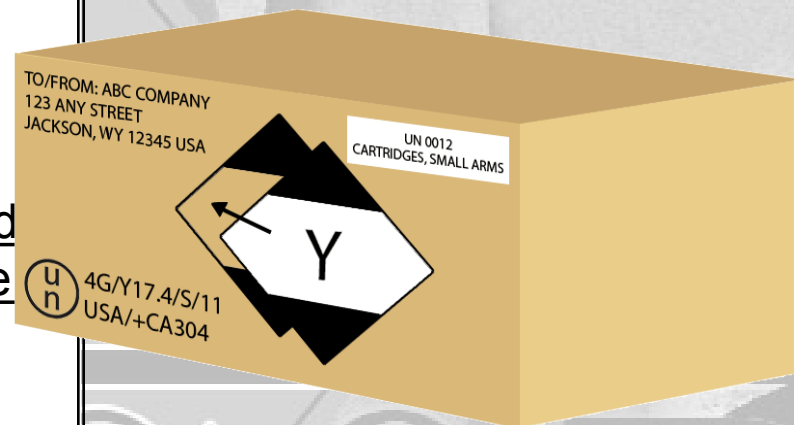 TO/FROM: ABC COMPANY
123 ANY STREET
JACKSON, WY 12345 USA
UN 0012
CARTRIDGES, SMALL ARMS
Y
d
e
un
4G/Y17.4/S/11
USA/+CA304